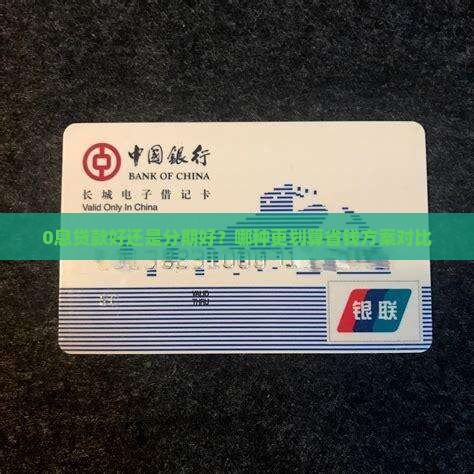 中国银行
BANK OF CHINA
长城电子借记卡
Valid Only In China
0息贷款好还是分期好？哪种更划算省钱方案对比
VALID
THRU
银联